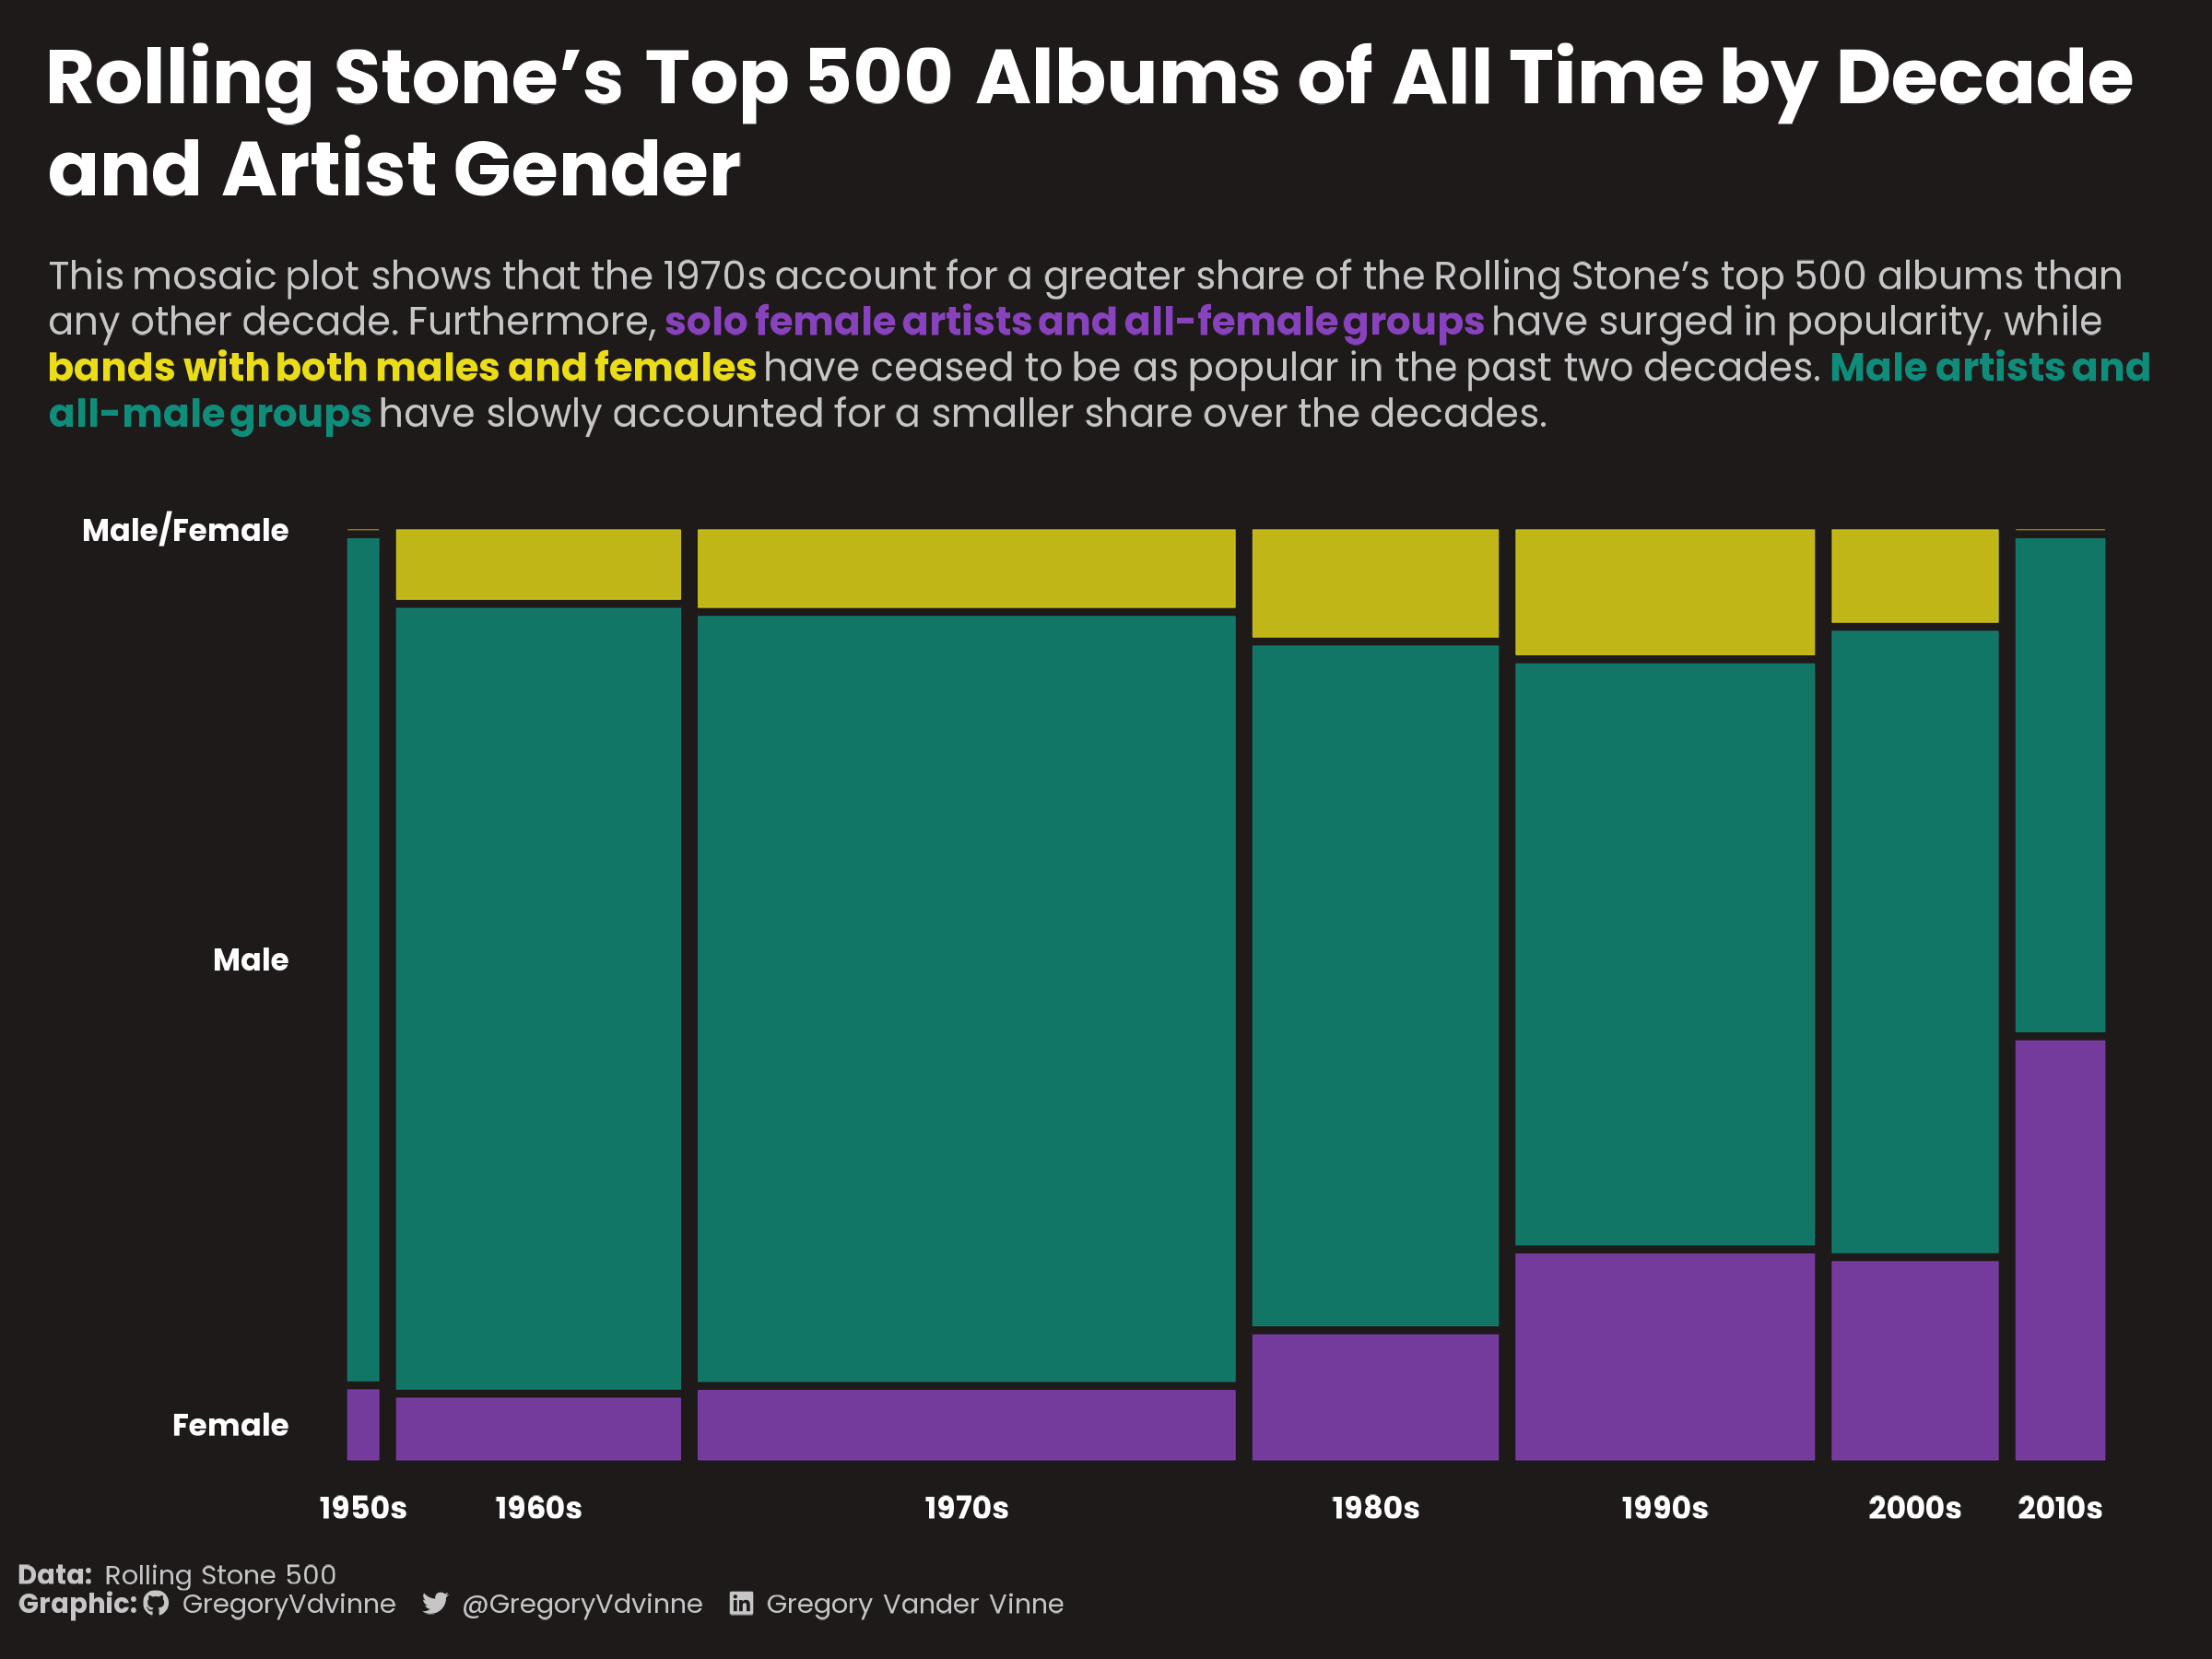 Rolling Stone’s Top 500 Albums of All Time by Decade
and Artist Gender
This mosaic plot shows that the 1970s account for a greater share of the Rolling Stone’s top 500 albums than
any other decade. Furthermore, solo female artists and all-female groups have surged in popularity, while
bands with both males and females have ceased to be as popular in the past two decades. Male artists and
all-male groups have slowly accounted for a smaller share over the decades.
Male/Female
Male
Female
1950s 1960s 1970s 1980s 1990s 2000s 2010s
Data: Rolling Stone 500
Graphic: GregoryVdvinne @GregoryVdvinne Gregory Vander Vinne